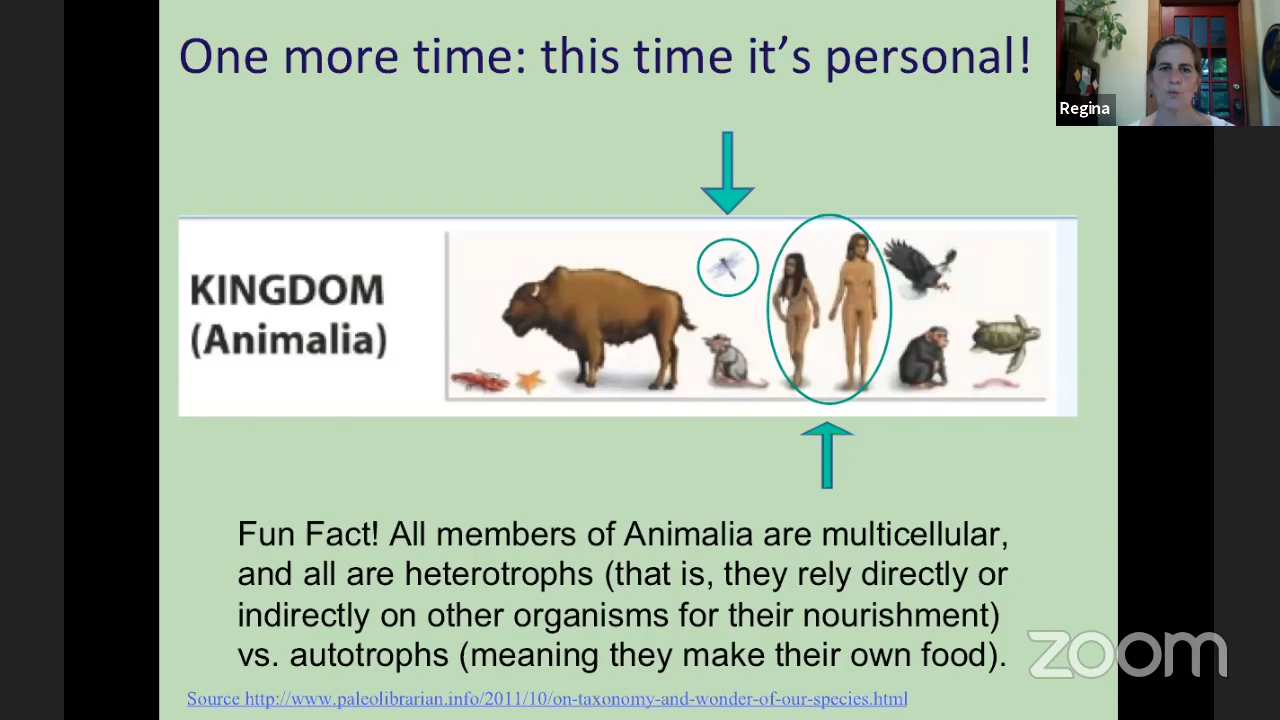 One more time: this time it's personal!
Regina
KINGDOM
(Animalia)
Fun Fact! All members of Animalia are multicellular,
and all are heterotrophs (that is, they rely directly or
indirectly on other organisms for their nourishment)
vs. autotrophs (meaning they make their own food).
zoom
Source http://www.paleolibrarian.info/2011/10/on-taxonomy-and-wonder-of-our-species.html